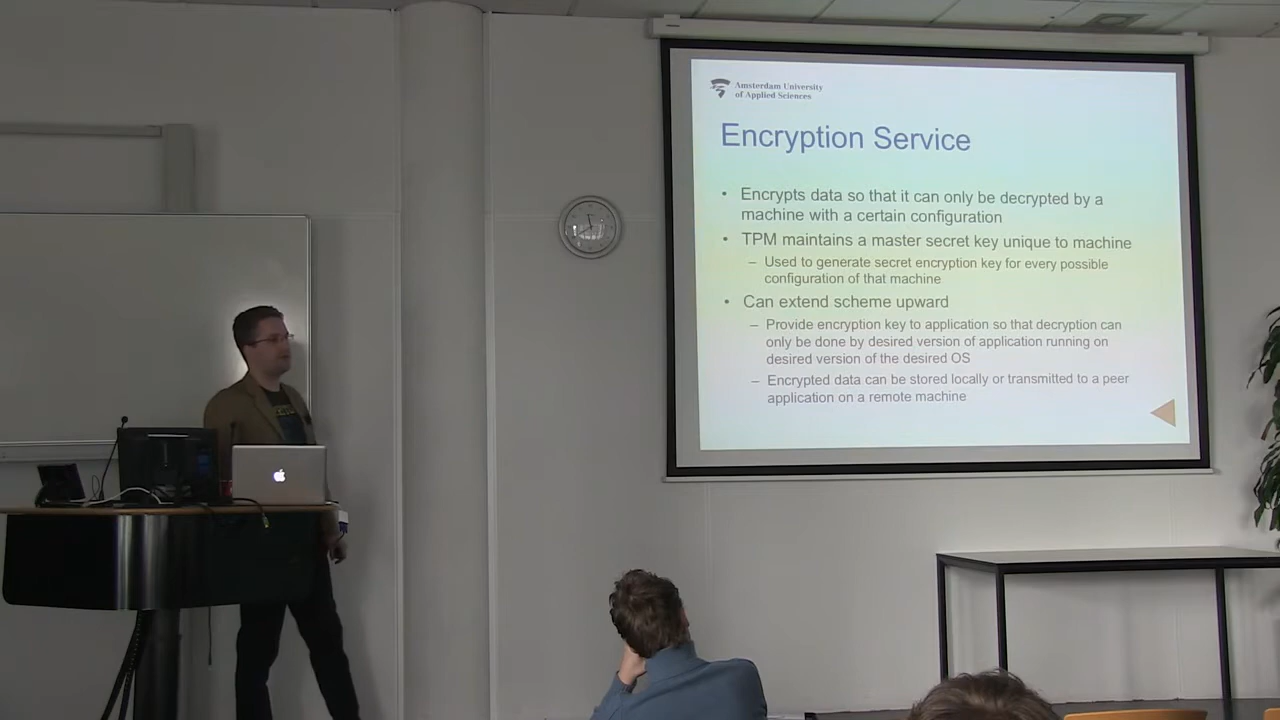 Amsterdam University
of Applied Sciences
Encryption Service
• Encrypts data so that it can only be decrypted by a
machine with a certain configuration
• TPM maintains a master secret key unique to machine
– Used to generate secret encryption key for every possible
configuration of that machine
• Can extend scheme upward
– Provide encryption key to application so that decryption can
only be done by desired version of application running on
desired version of the desired OS
– Encrypted data can be stored locally or transmitted to a peer
application on a remote machine